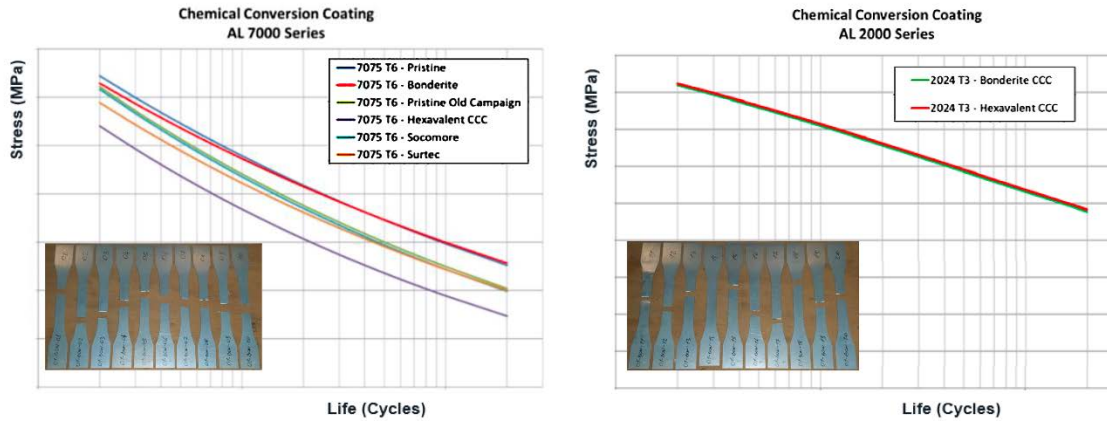 Chemical Conversion Coating
AL 7000 Series
Stress (MPa)
7075 T6 - Pristine
7075 T6 - Bonderite
7075 T6 - Pristine Old Campaign
7075 T6 - Hexavalent CCC
7075 T6 - Socomore
7075 T6 - Surtec
Life (Cycles)
Chemical Conversion Coating
AL 2000 Series
Stress (MPa)
2024 T3 - Bonderite CCC
2024 T3 - Hexavalent CCC
Life (Cycles)